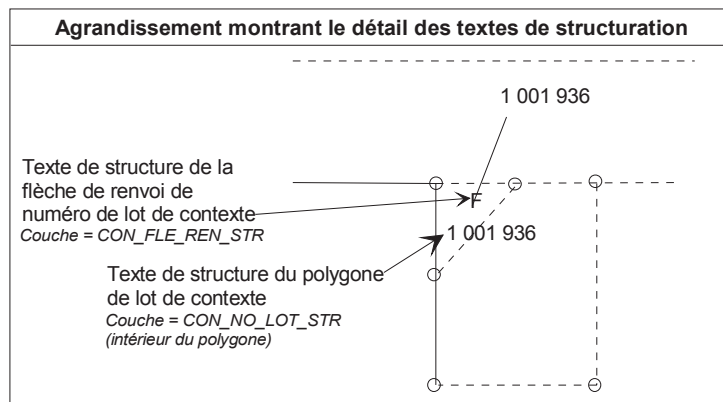 Agrandissement montrant le détail des textes de structuration
1 001 936
Texte de structure de la
flèche de renvoi de
numéro de lot de contexte
Couche = CON_FLE_REN_STR
F
1 001 936
Texte de structure du polygone
de lot de contexte
Couche = CON_NO_LOT_STR
(intérieur du polygone)